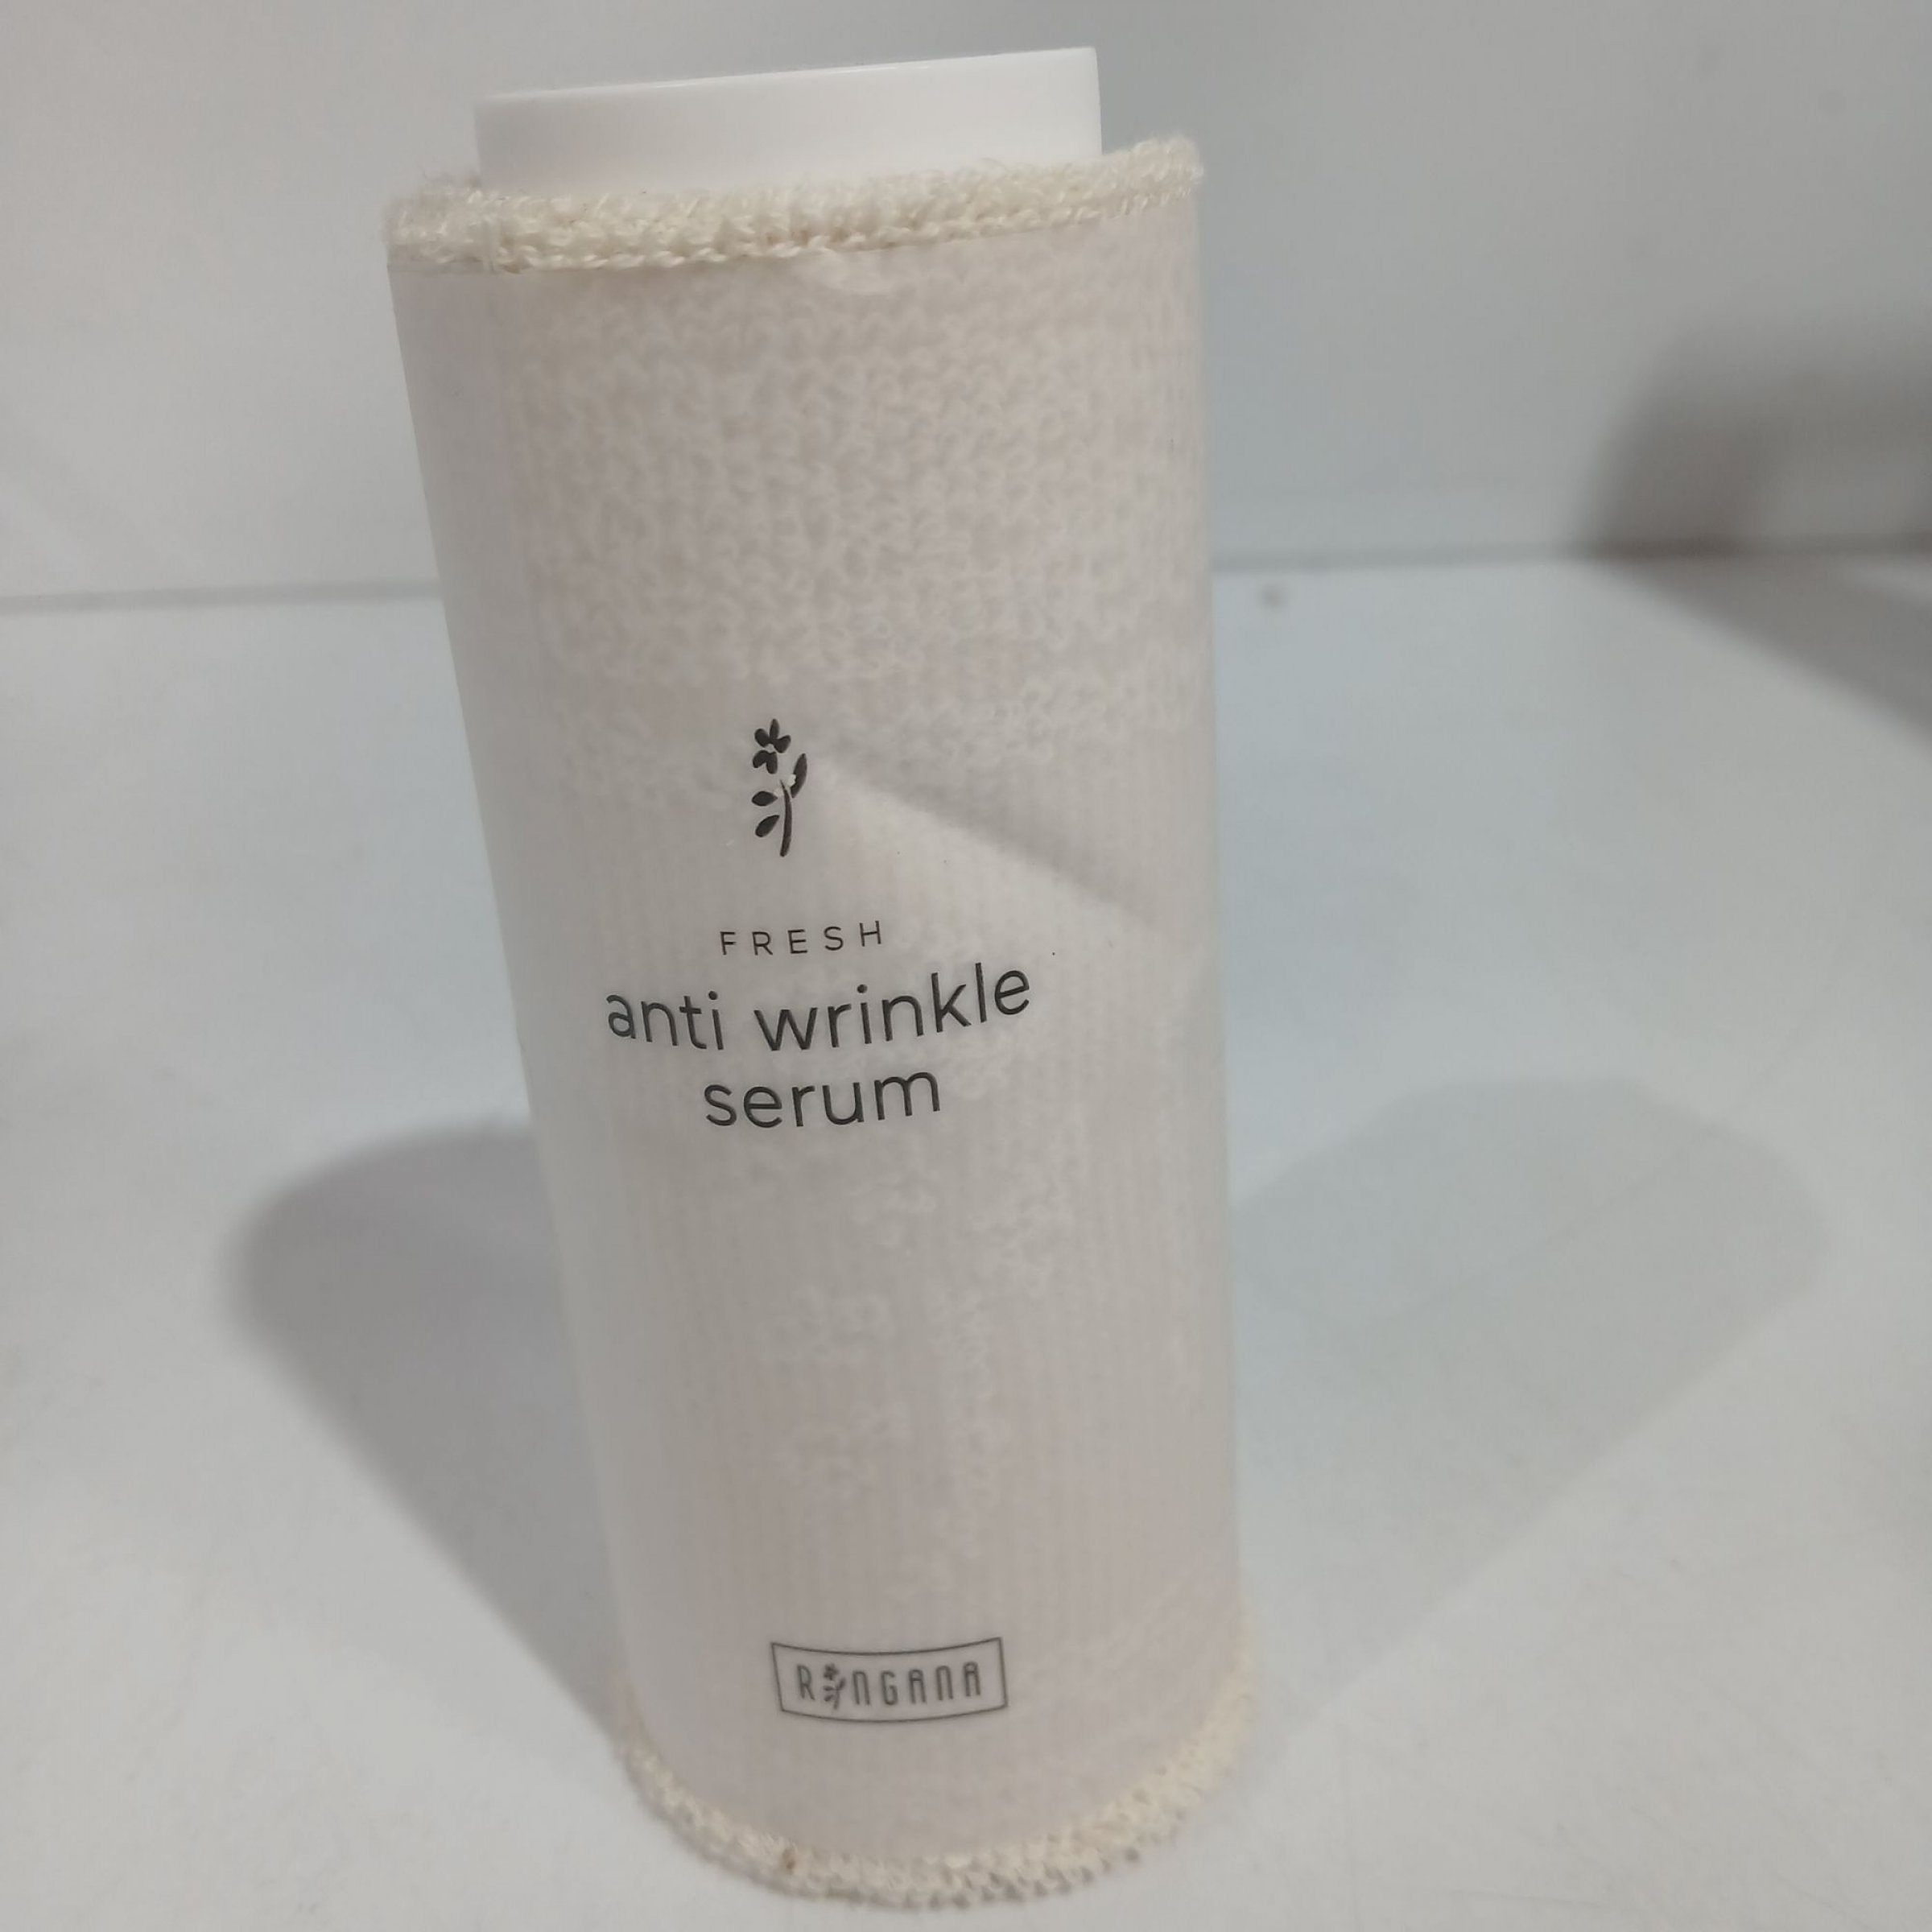 FRESH
anti wrinkle
serum
RINGANA